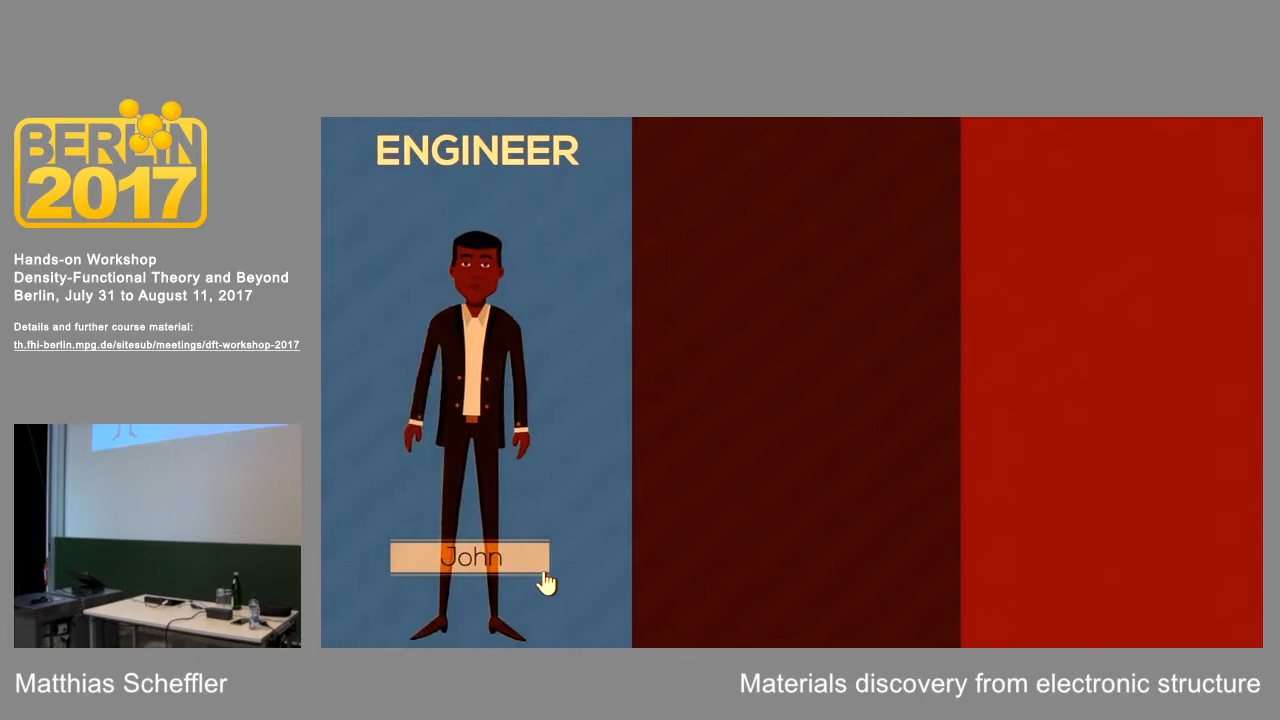 BERLIN
2017
Hands-on Workshop
Density-Functional Theory and Beyond
Berlin, July 31 to August 11, 2017
Details and further course material:
th.fhi-berlin.mpg.de/sitesub/meetings/dft-workshop-2017
ENGINEER
John
Matthias Scheffler
Materials discovery from electronic structure